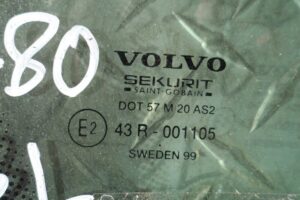 -80
VOLVO
SEKURIT
SAINT-GOBAIN
DOT 57 M 20 AS2
E2 43 R-001105
SWEDEN 99